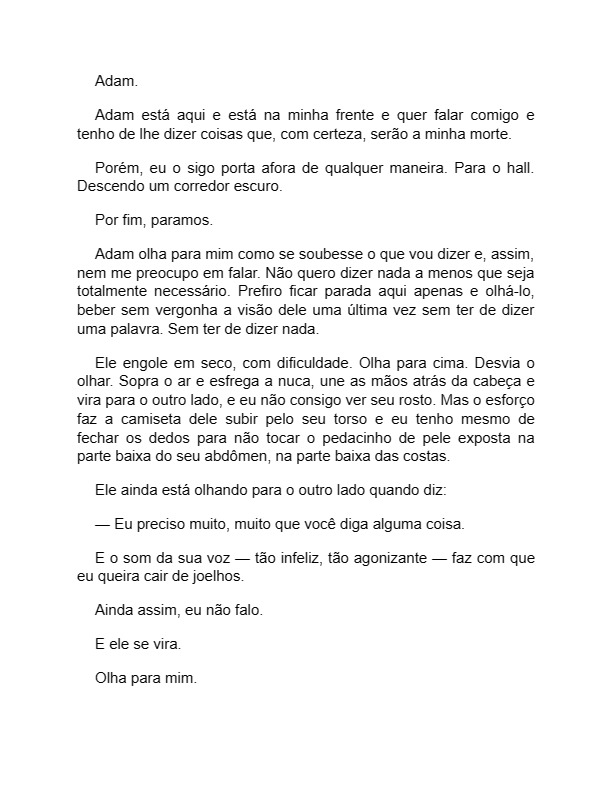 Adam.
Adam está aqui e está na minha frente e quer falar comigo e
tenho de lhe dizer coisas que, com certeza, serão a minha morte.
Porém, eu o sigo porta afora de qualquer maneira. Para o hall.
Descendo um corredor escuro.
Por fim, paramos.
Adam olha para mim como se soubesse o que vou dizer e, assim,
nem me preocupo em falar. Não quero dizer nada a menos que seja
totalmente necessário. Prefiro ficar parada aqui apenas e olhá-lo,
beber sem vergonha a visão dele uma última vez sem ter de dizer
uma palavra. Sem ter de dizer nada.
Ele engole em seco, com dificuldade. Olha para cima. Desvia o
olhar. Sopra o ar e esfrega a nuca, une as mãos atrás da cabeça e
vira para o outro lado, e eu não consigo ver seu rosto. Mas o esforço
faz a camiseta dele subir pelo seu torso e eu tenho mesmo de
fechar os dedos para não tocar o pedacinho de pele exposta na
parte baixa do seu abdômen, na parte baixa das costas.
Ele ainda está olhando para o outro lado quando diz:
— Eu preciso muito, muito que você diga alguma coisa.
E o som da sua voz — tão infeliz, tão agonizante — faz com que
eu queira cair de joelhos.
Ainda assim, eu não falo.
E ele se vira.
Olha para mim.